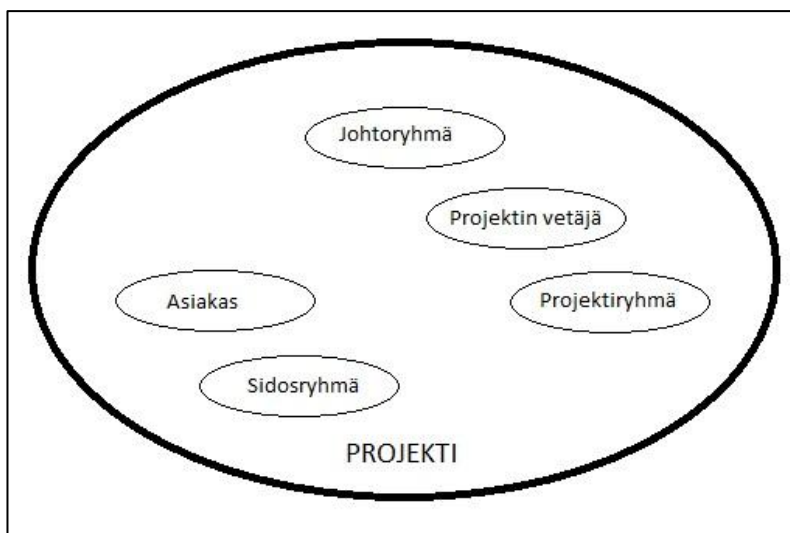 Johtoryhmä
Projektin vetäjä
Asiakas
Projektiryhmä
Sidosryhmä
PROJEKTI